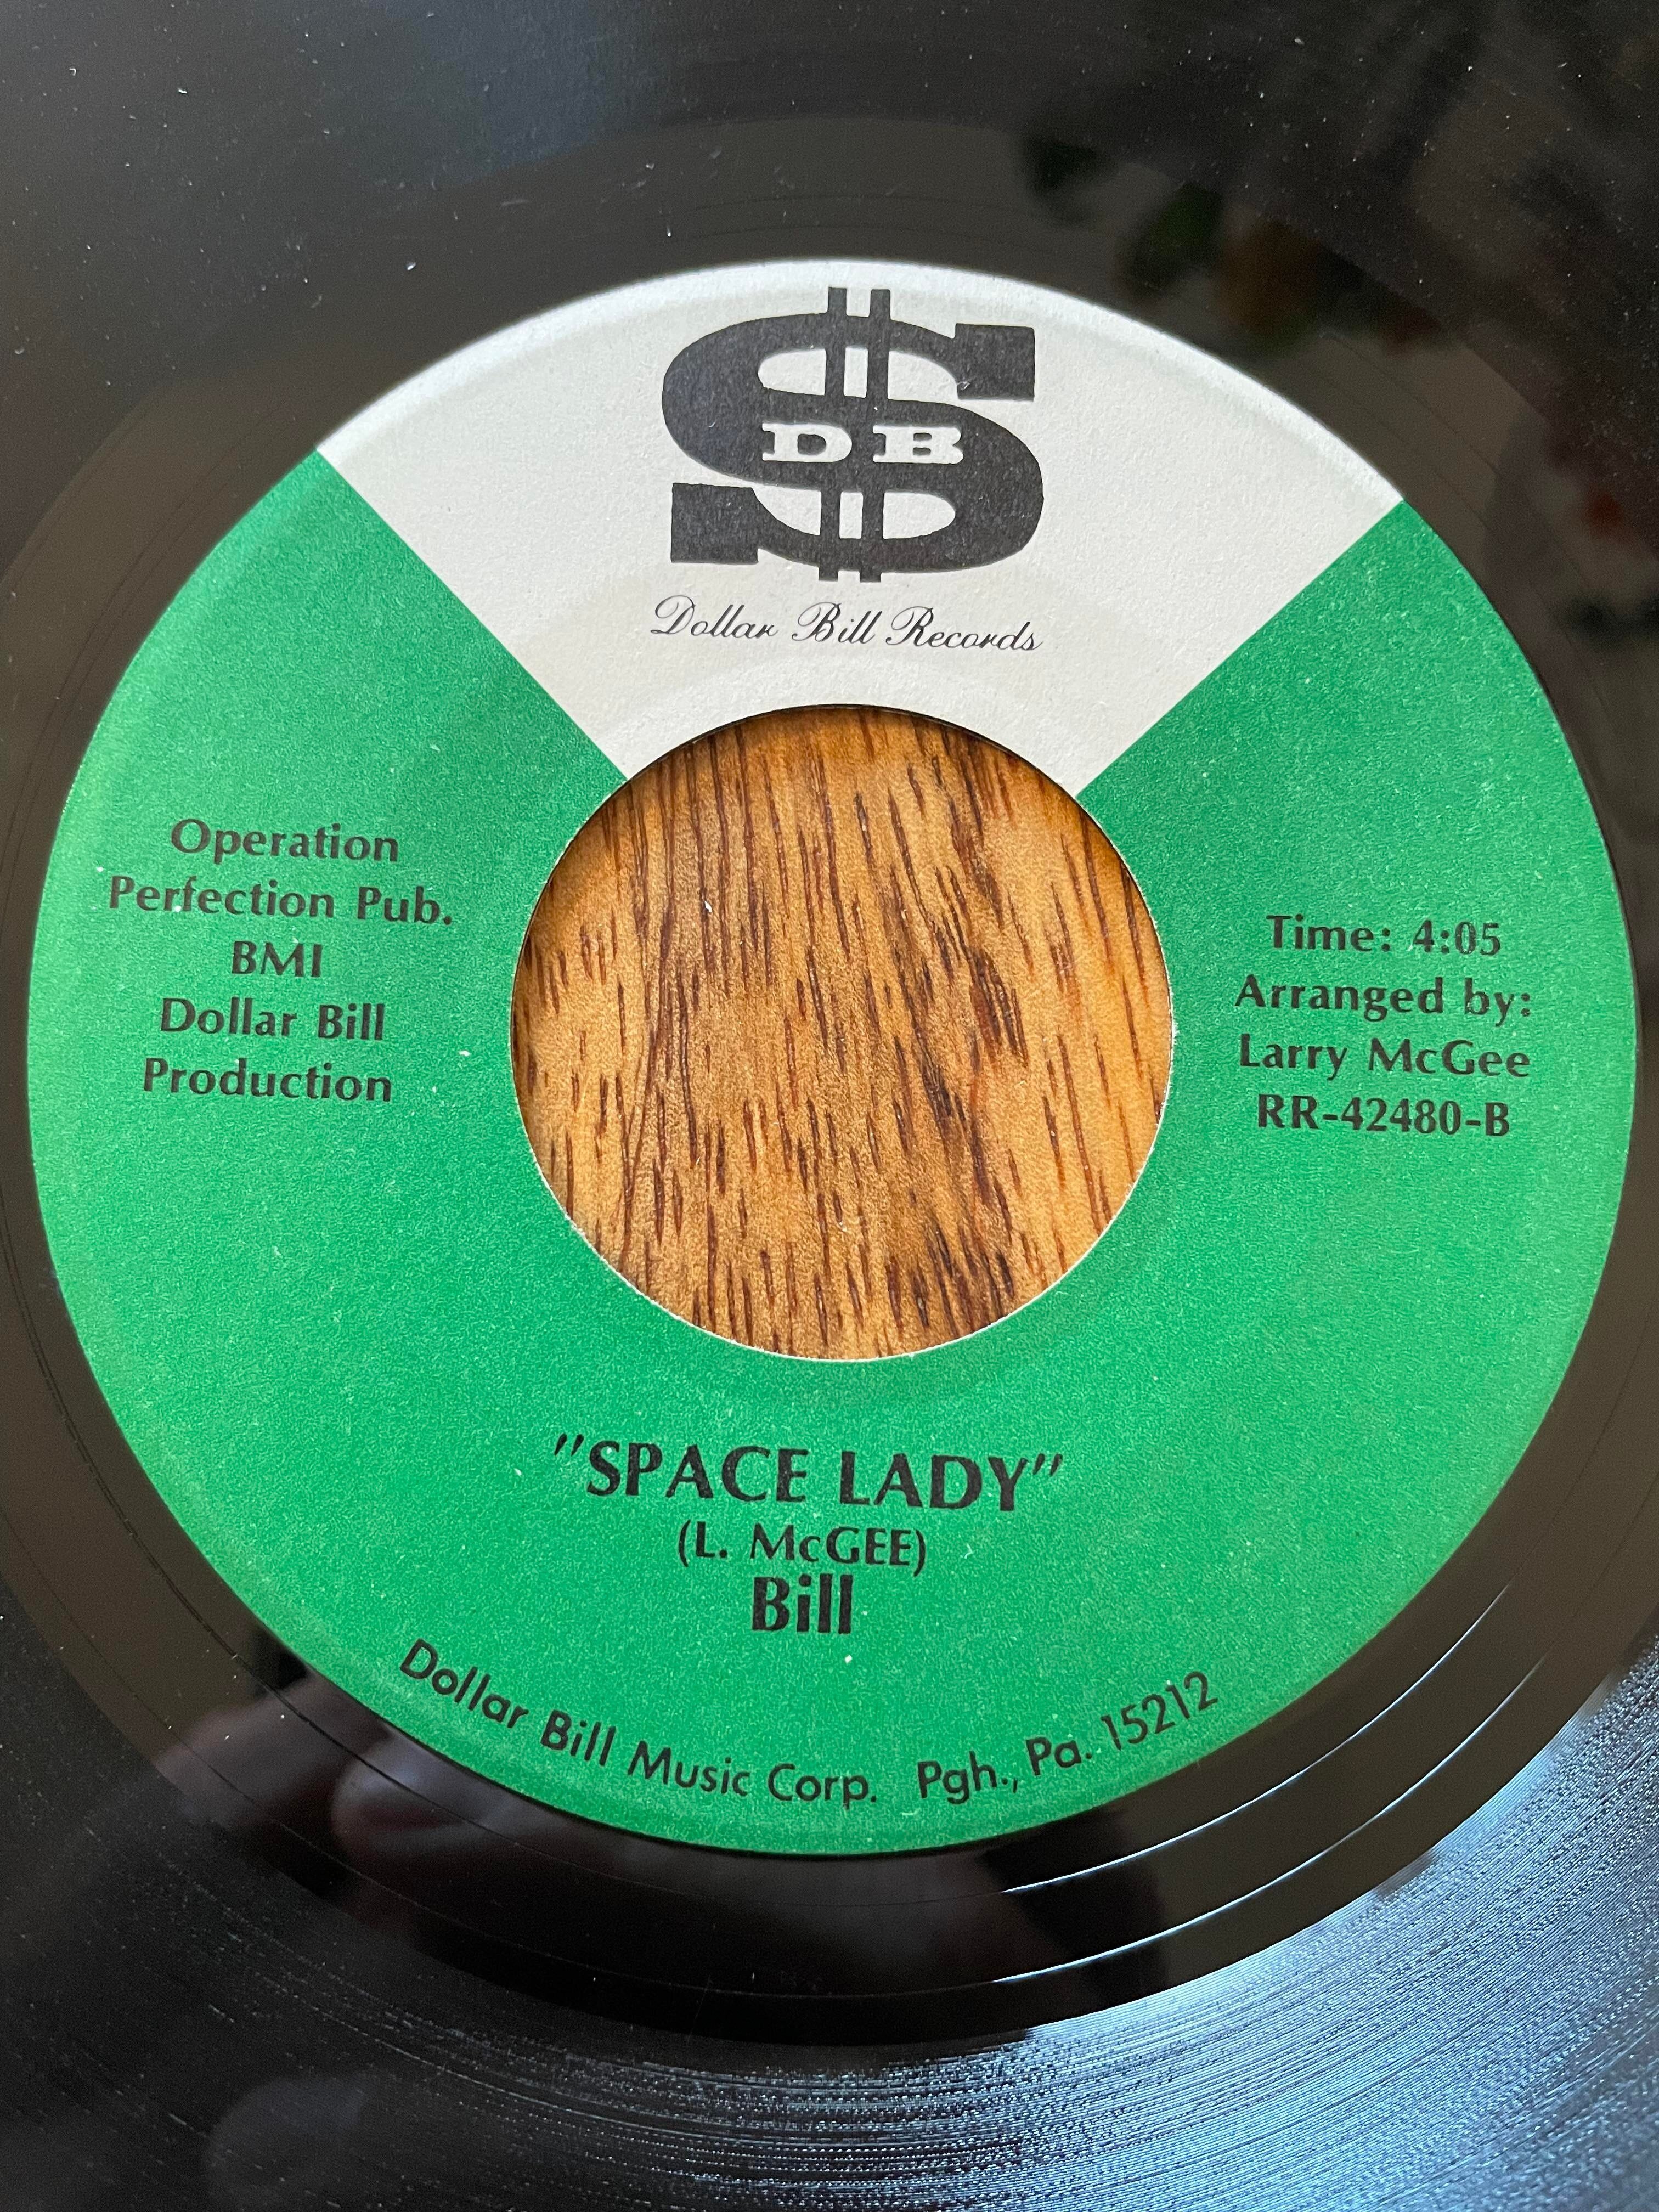 DB
Dollar Bill Records
Operation
Perfection Pub.
BMI
Dollar Bill
Production
Time: 4:05
Arranged by:
Larry McGee
RR-42480-B
"SPACE LADY"
(L. McGEE)
Bill
Dollar Bill Music Corp. Pgh., Pa. 15212